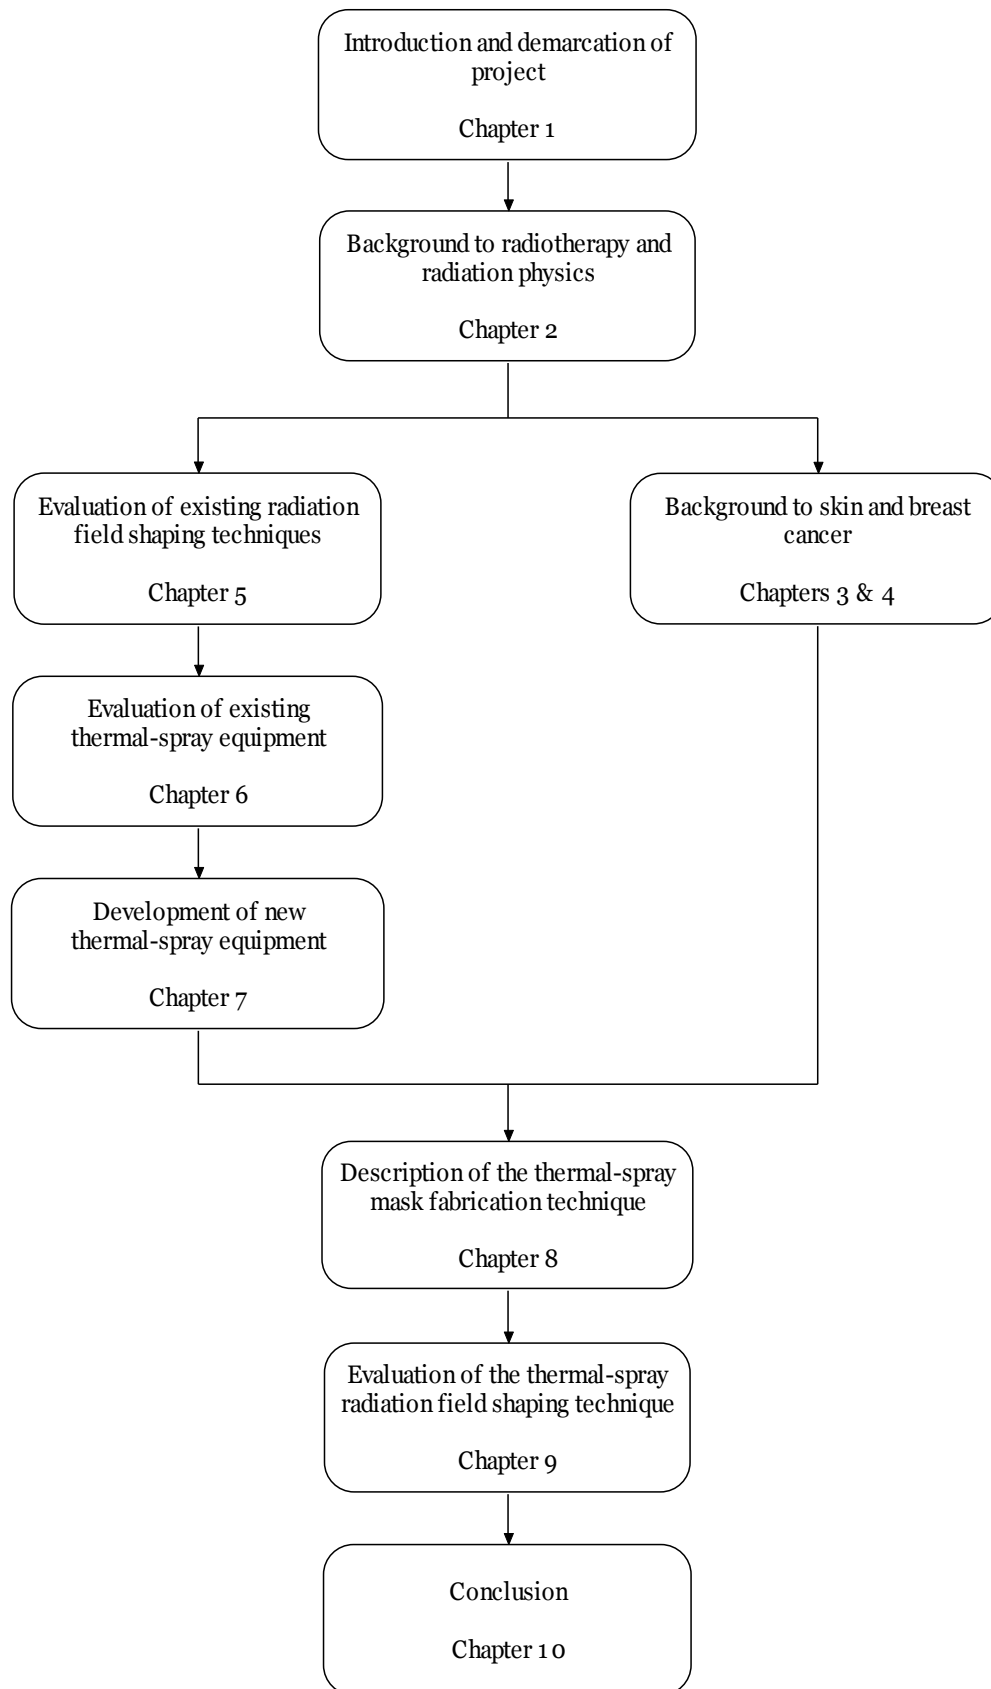 Introduction and demarcation of
project
Chapter 1
Background to radiotherapy and
radiation physics
Chapter 2
Evaluation of existing radiation
field shaping techniques
Chapter 5
Background to skin and breast
cancer
Chapters 3 & 4
Evaluation of existing
thermal-spray equipment
Chapter 6
Development of new
thermal-spray equipment
Chapter 7
Description of the thermal-spray
mask fabrication technique
Chapter 8
Evaluation of the thermal-spray
radiation field shaping technique
Chapter 9
Conclusion
Chapter 10